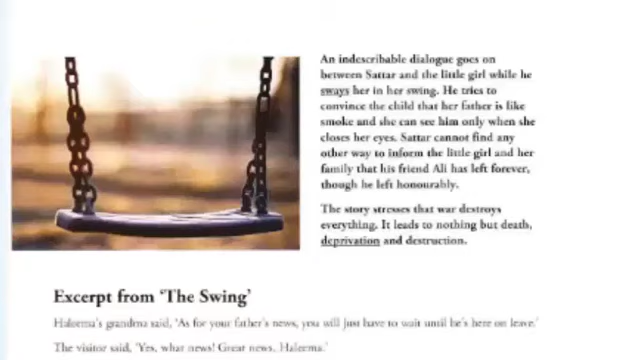 An indescribable dialogue goes on
between Sattar and the little girl while he
sways her in her swing. He tries to
convince the child that her father is like
smoke and she can see him only when she
closes her eyes. Sattar cannot find any
other way to inform the little girl and her
family that his friend Ali has left forever,
though he left honourably.
The story stresses that war destroys
everything. It leads to nothing but death,
deprivation and destruction.
Excerpt from ‘The Swing’
Haleema’s grandma said, ‘As for your father’s news, you will just have to wait until he’s here on leave.’
The visitor said, ‘Yes, what news! Great news, Haleema.’